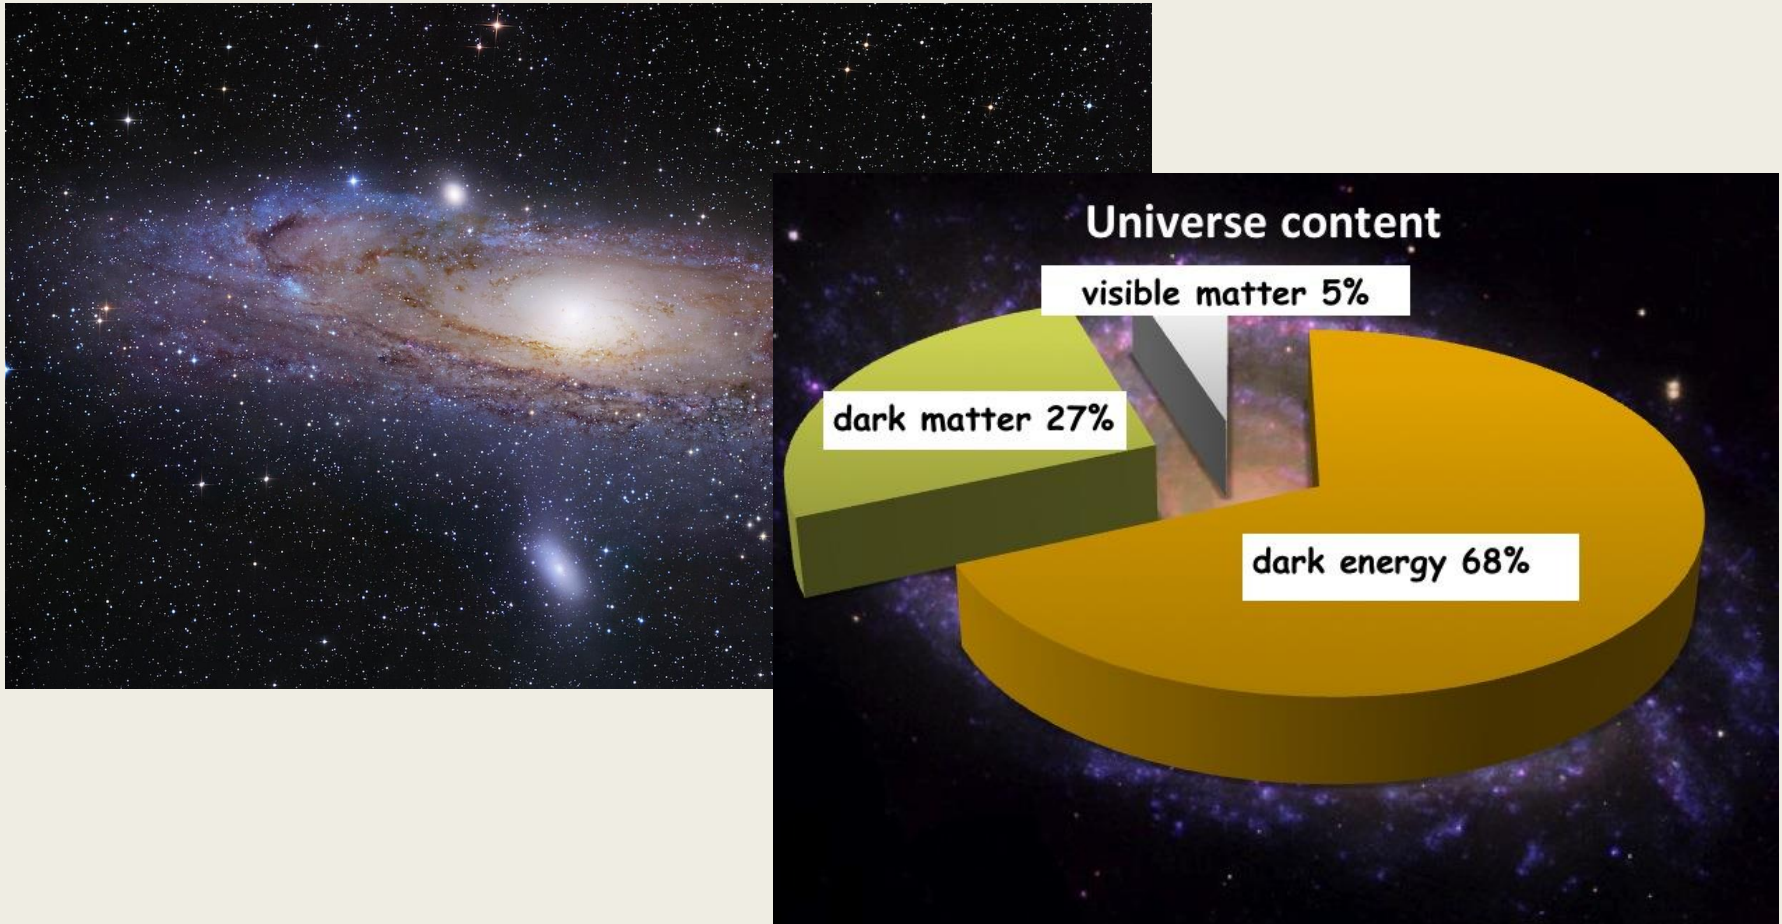 Universe content
visible matter 5%
dark matter 27%
dark energy 68%